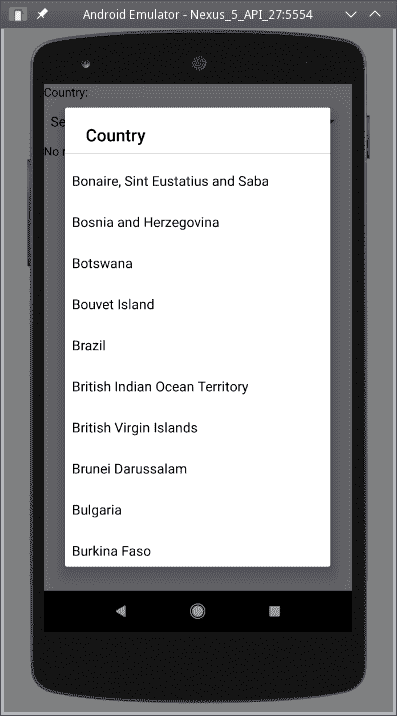 Android Emulator - Nexus_5_API_27:5554
Country:
Se
No r
Country
Bonaire, Sint Eustatius and Saba
Bosnia and Herzegovina
Botswana
Bouvet Island
Brazil
British Indian Ocean Territory
British Virgin Islands
Brunei Darussalam
Bulgaria
Burkina Faso